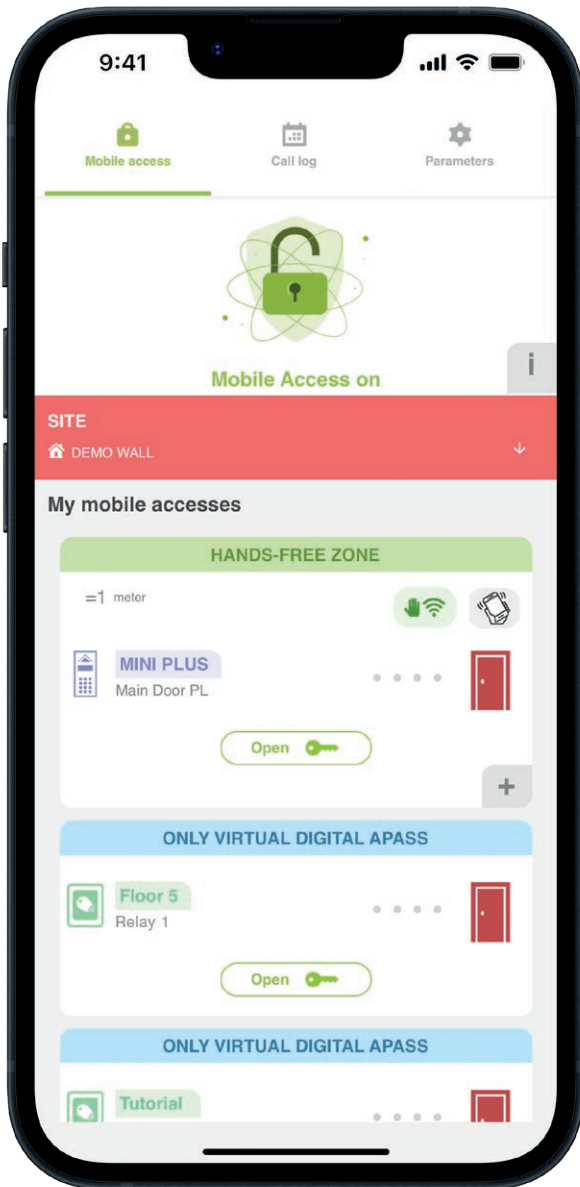 9:41
Mobile access
Call log
Parameters
Mobile Access on
i
SITE
DEMO WALL
My mobile accesses
HANDS-FREE ZONE
=1 meter
MINI PLUS
Main Door PL
Open
+
ONLY VIRTUAL DIGITAL APASS
Floor 5
Relay 1
Open
ONLY VIRTUAL DIGITAL APASS
Tutorial